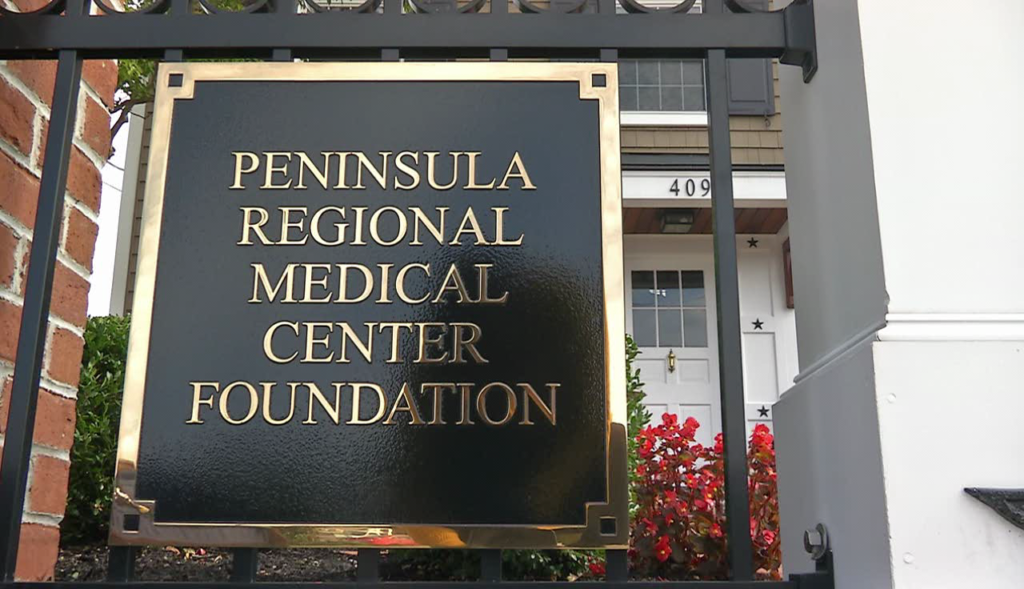 PENINSULA
REGIONAL
MEDICAL
CENTER
FOUNDATION
409